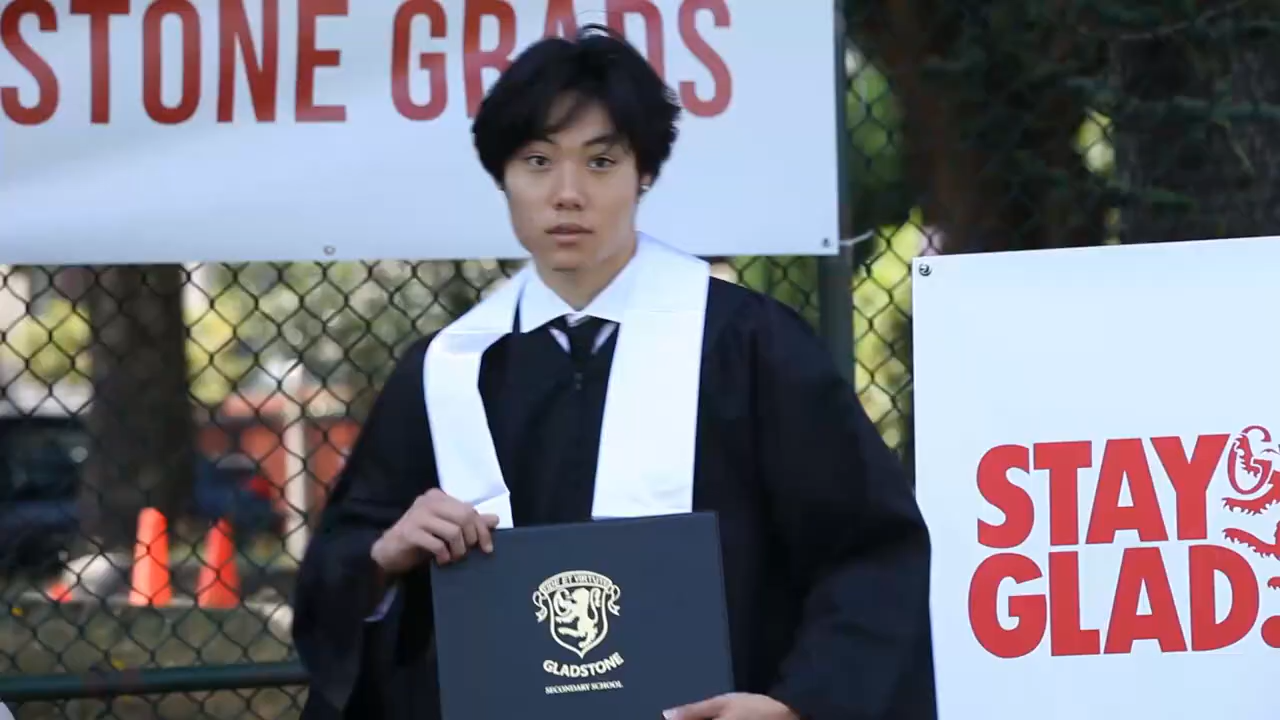 STONE GRADS
STAY
GLAD.
GLADSTONE
SECONDARY SCHOOL